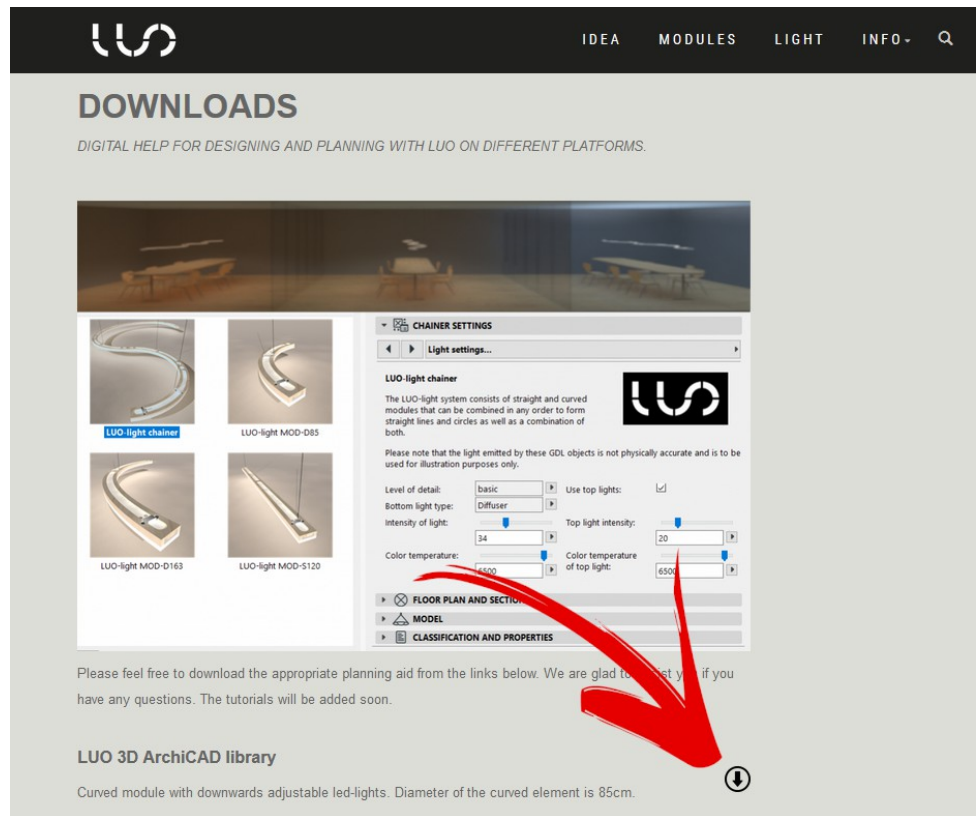 LUO
IDEA MODULES LIGHT INFO
DOWNLOADS
DIGITAL HELP FOR DESIGNING AND PLANNING WITH LUO ON DIFFERENT PLATFORMS.
LUO-light chainer
LUO-light MOD-D85
LUO-light MOD-D163
LUO-light MOD-S120
CHAINER SETTINGS
Light settings...
LUO-light chainer
The LUO-light system consists of straight and curved
modules that can be combined in any order to form
straight lines and circles as well as a combination of
both.
LUO
Please note that the light emitted by these GDL objects is not physically accurate and is to be
used for illustration purposes only.
Level of detail: basic Use top lights:
Bottom light type: Diffuser
Intensity of light: Top light intensity:
34 20
Color temperature: Color temperature
6500 of top light: 6500
FLOOR PLAN AND SECTION
MODEL
CLASSIFICATION AND PROPERTIES
Please feel free to download the appropriate planning aid from the links below. We are glad to assist you if you
have any questions. The tutorials will be added soon.
LUO 3D ArchiCAD library
Curved module with downwards adjustable led-lights. Diameter of the curved element is 85cm.